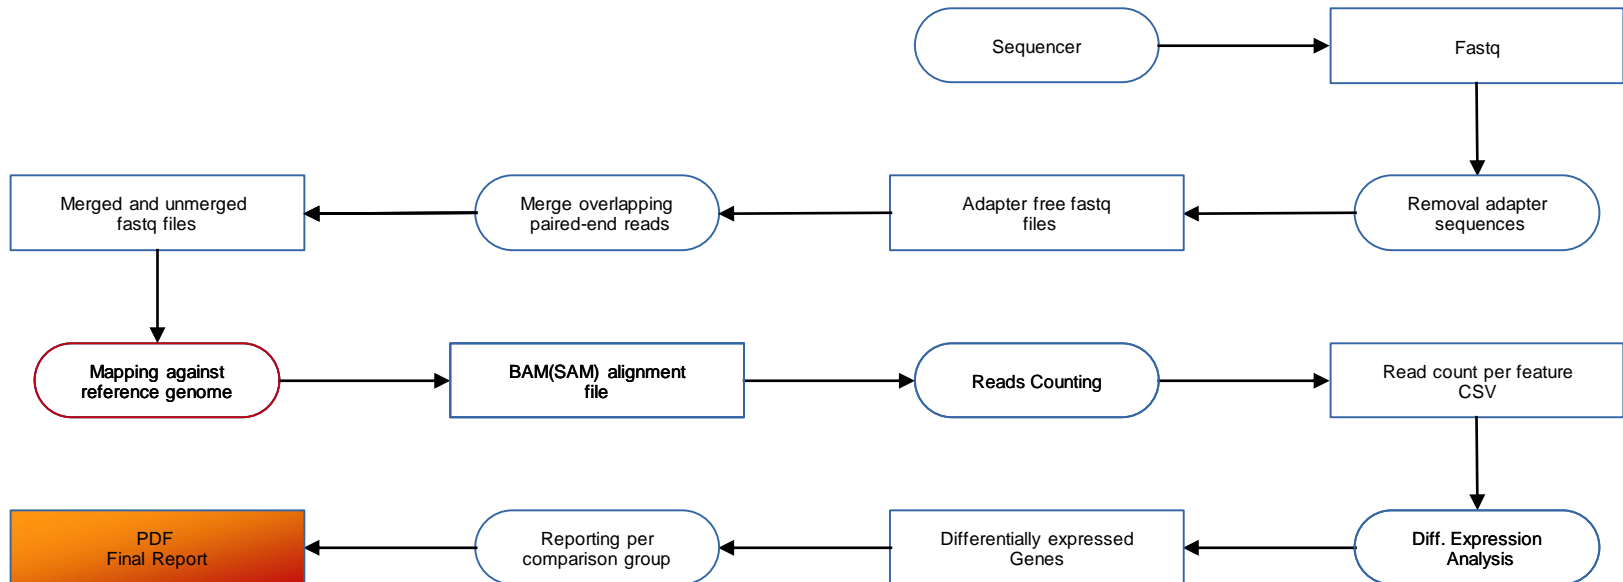 Sequencer
Fastq
Removal adapter
sequences
Adapter free fastq
files
Merge overlapping
paired-end reads
Merged and unmerged
fastq files
Mapping against
reference genome
BAM(SAM) alignment
file
Reads Counting
Read count per feature
CSV
Diff. Expression
Analysis
Differentially expressed
Genes
Reporting per
comparison group
PDF
Final Report